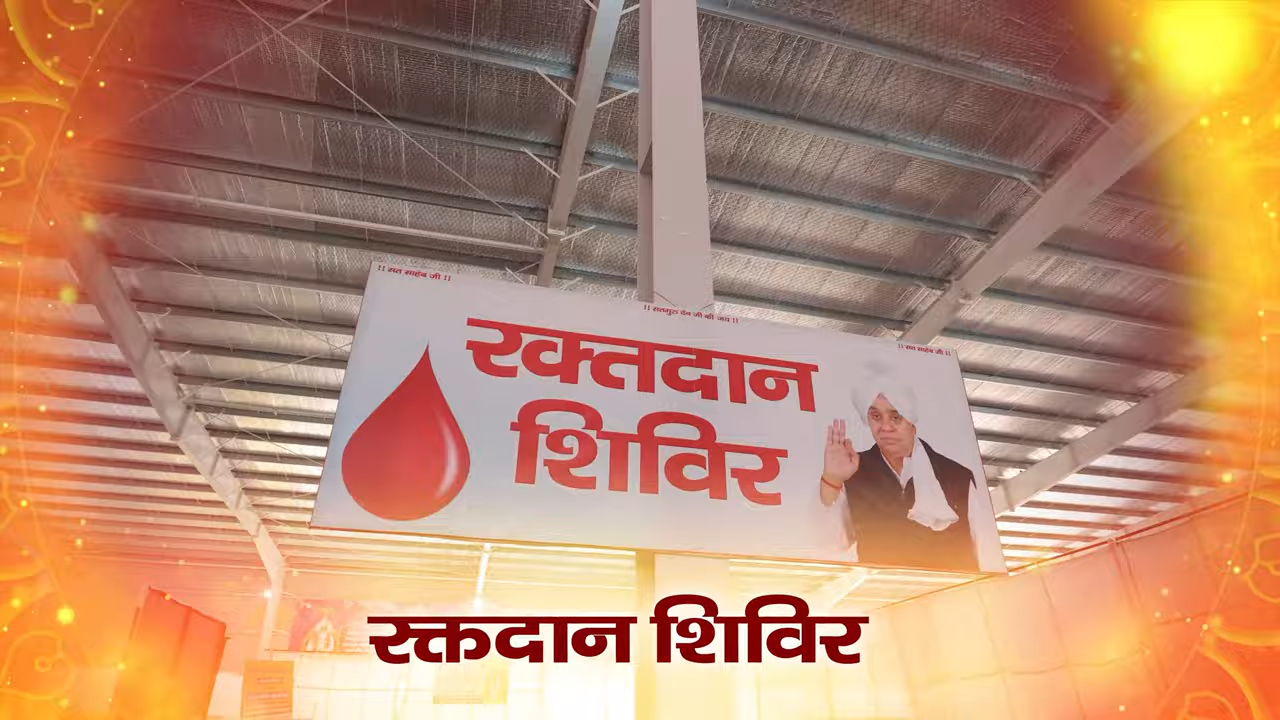 ।। सत साहेब जी ।।
।। सतगुरु देव जी की जय ।।
।। सत साहेब जी ।।
रक्तदान
शिविर
रक्तदान शिविर